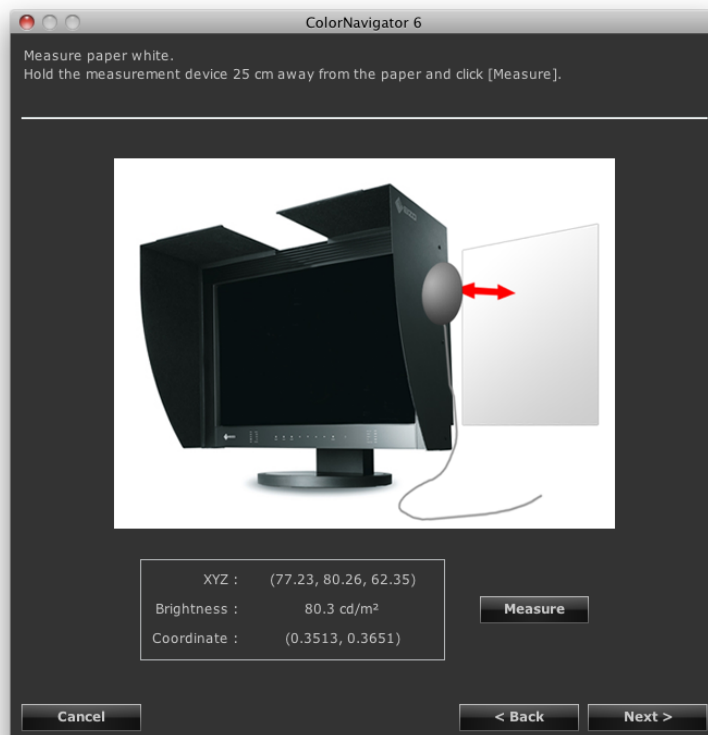 ColorNavigator 6
Measure paper white.
Hold the measurement device 25 cm away from the paper and click [Measure].
XYZ : (77.23, 80.26, 62.35)
Brightness : 80.3 cd/m²
Measure
Coordinate : (0.3513, 0.3651)
Cancel
< Back
Next >